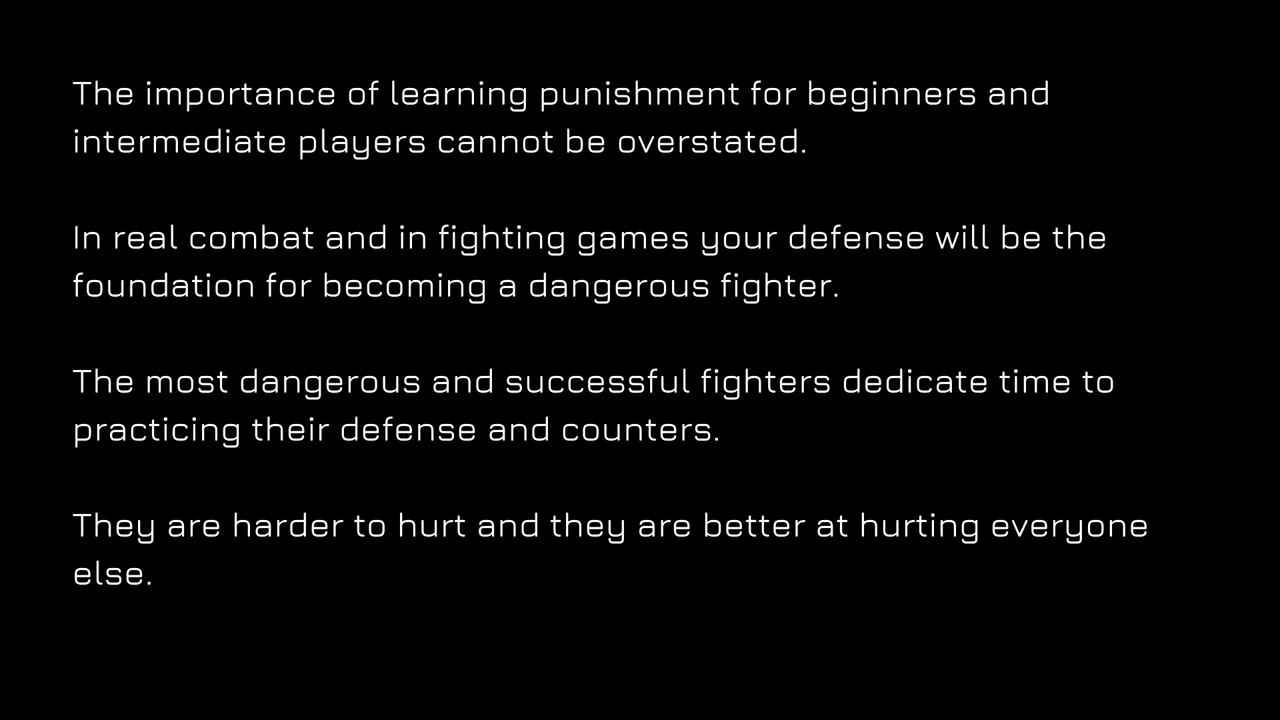 The importance of learning punishment for beginners and
intermediate players cannot be overstated.
In real combat and in fighting games your defense will be the
foundation for becoming a dangerous fighter.
The most dangerous and successful fighters dedicate time to
practicing their defense and counters.
They are harder to hurt and they are better at hurting everyone
else.